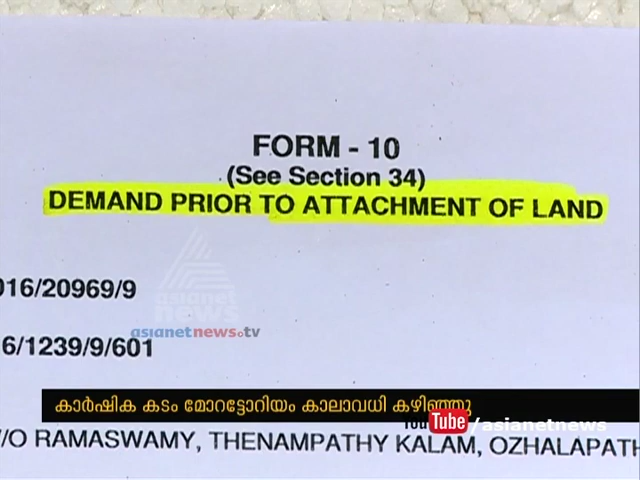 FORM - 10
(See Section 34)
DEMAND PRIOR TO ATTACHMENT OF LAND
016/20969/9
asianet
asianetnews.tv
6/1239/9/601
കാർഷിക കടം മോറട്ടോറിയം കാലാവധി കഴിഞ്ഞു
YouTube /asianetnews
/O RAMASWAMY, THENAMPATHY KALAM, OZHALAPATH